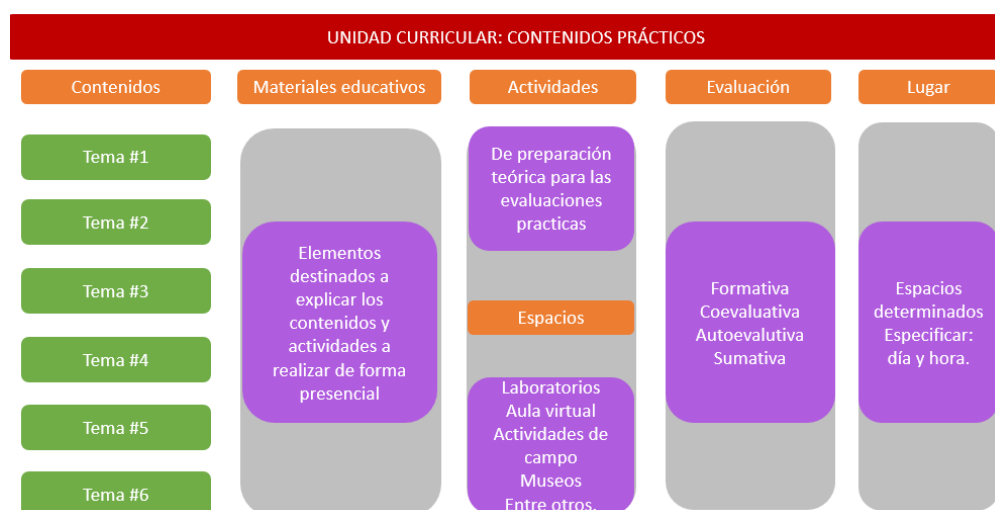 UNIDAD CURRICULAR: CONTENIDOS PRÁCTICOS
Contenidos
Materiales educativos
Actividades
Evaluación
Lugar
Tema #1
Tema #2
Tema #3
Tema #4
Tema #5
Tema #6
Elementos
destinados a
explicar los
contenidos y
actividades a
realizar de forma
presencial
De preparación
teórica para las
evaluaciones
practicas
Espacios
Laboratorios
Aula virtual
Actividades de
campo
Museos
Entre otros.
Formativa
Coevaluativa
Autoevalutiva
Sumativa
Espacios
determinados
Especificar:
día y hora.